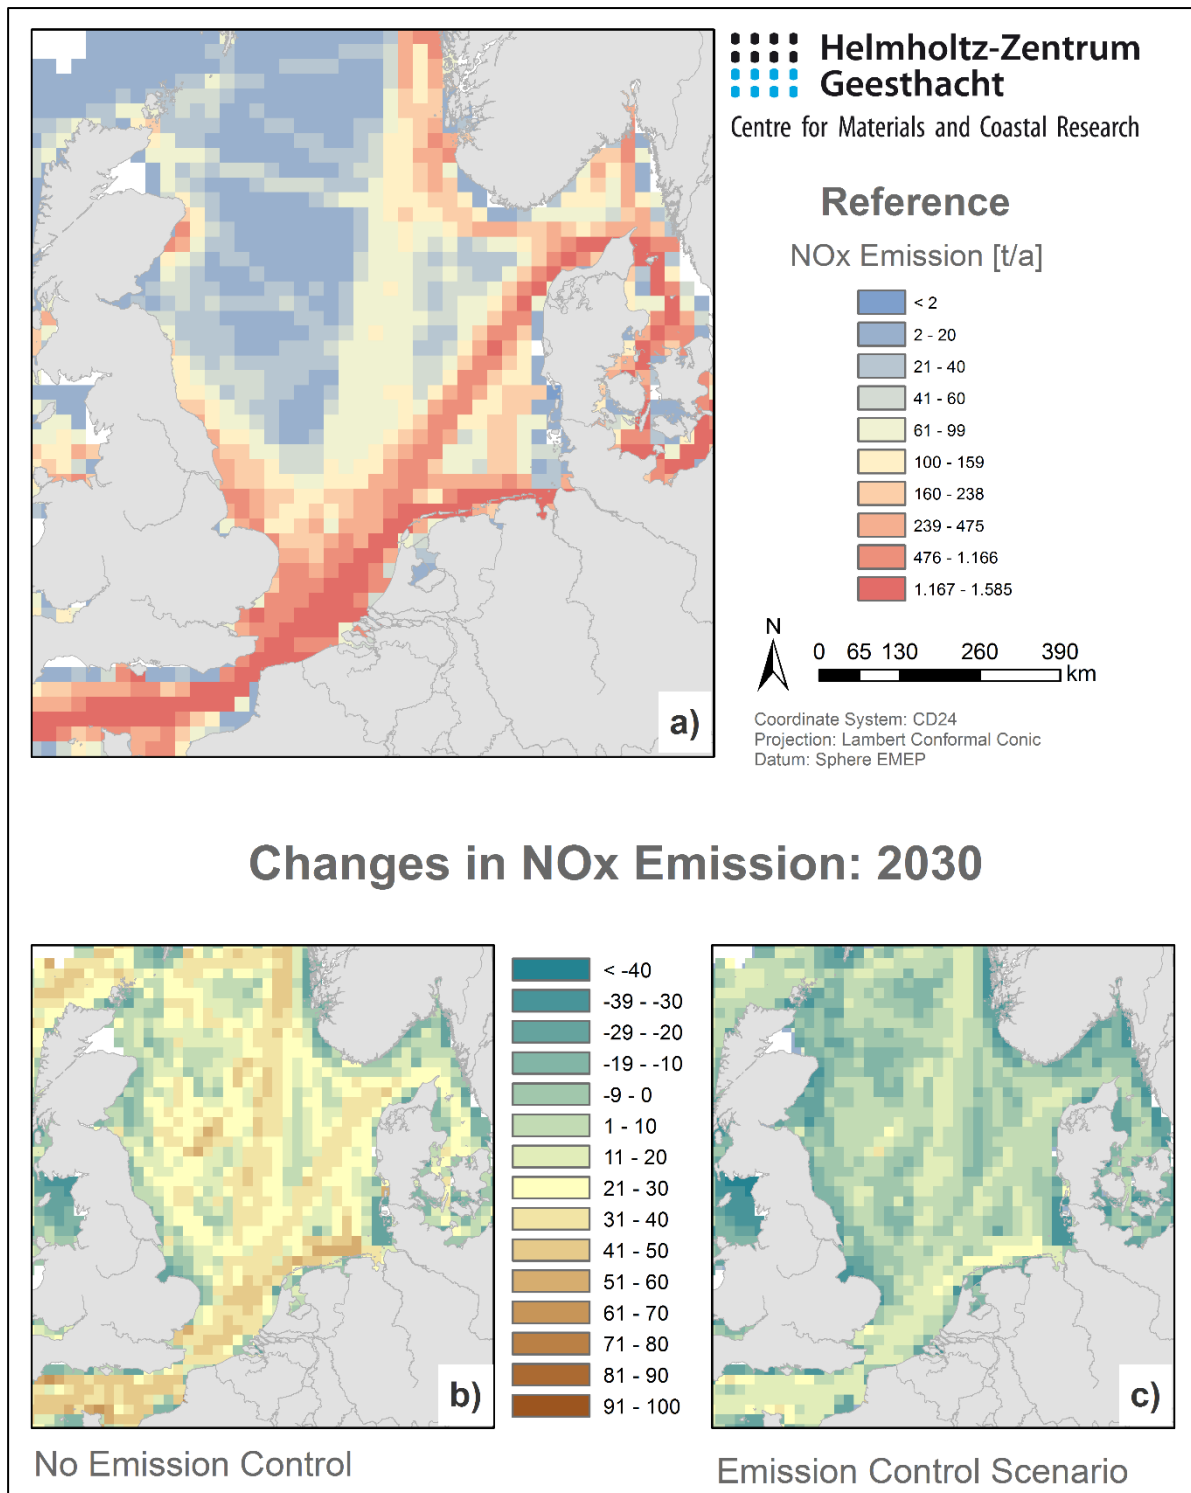 Helmholtz-Zentrum
Geesthacht
Centre for Materials and Coastal Research
Reference
NOx Emission [t/a]
< 2
2 - 20
21 - 40
41 - 60
61 - 99
100 - 159
160 - 238
239 - 475
476 - 1.166
1.167 - 1.585
N
0 65 130 260 390
km
Coordinate System: CD24
Projection: Lambert Conformal Conic
Datum: Sphere EMEP
a)
Changes in NOx Emission: 2030
< -40
-39 - -30
-29 - -20
-19 - -10
-9 - 0
1 - 10
11 - 20
21 - 30
31 - 40
41 - 50
51 - 60
61 - 70
71 - 80
81 - 90
91 - 100
b)
c)
No Emission Control
Emission Control Scenario